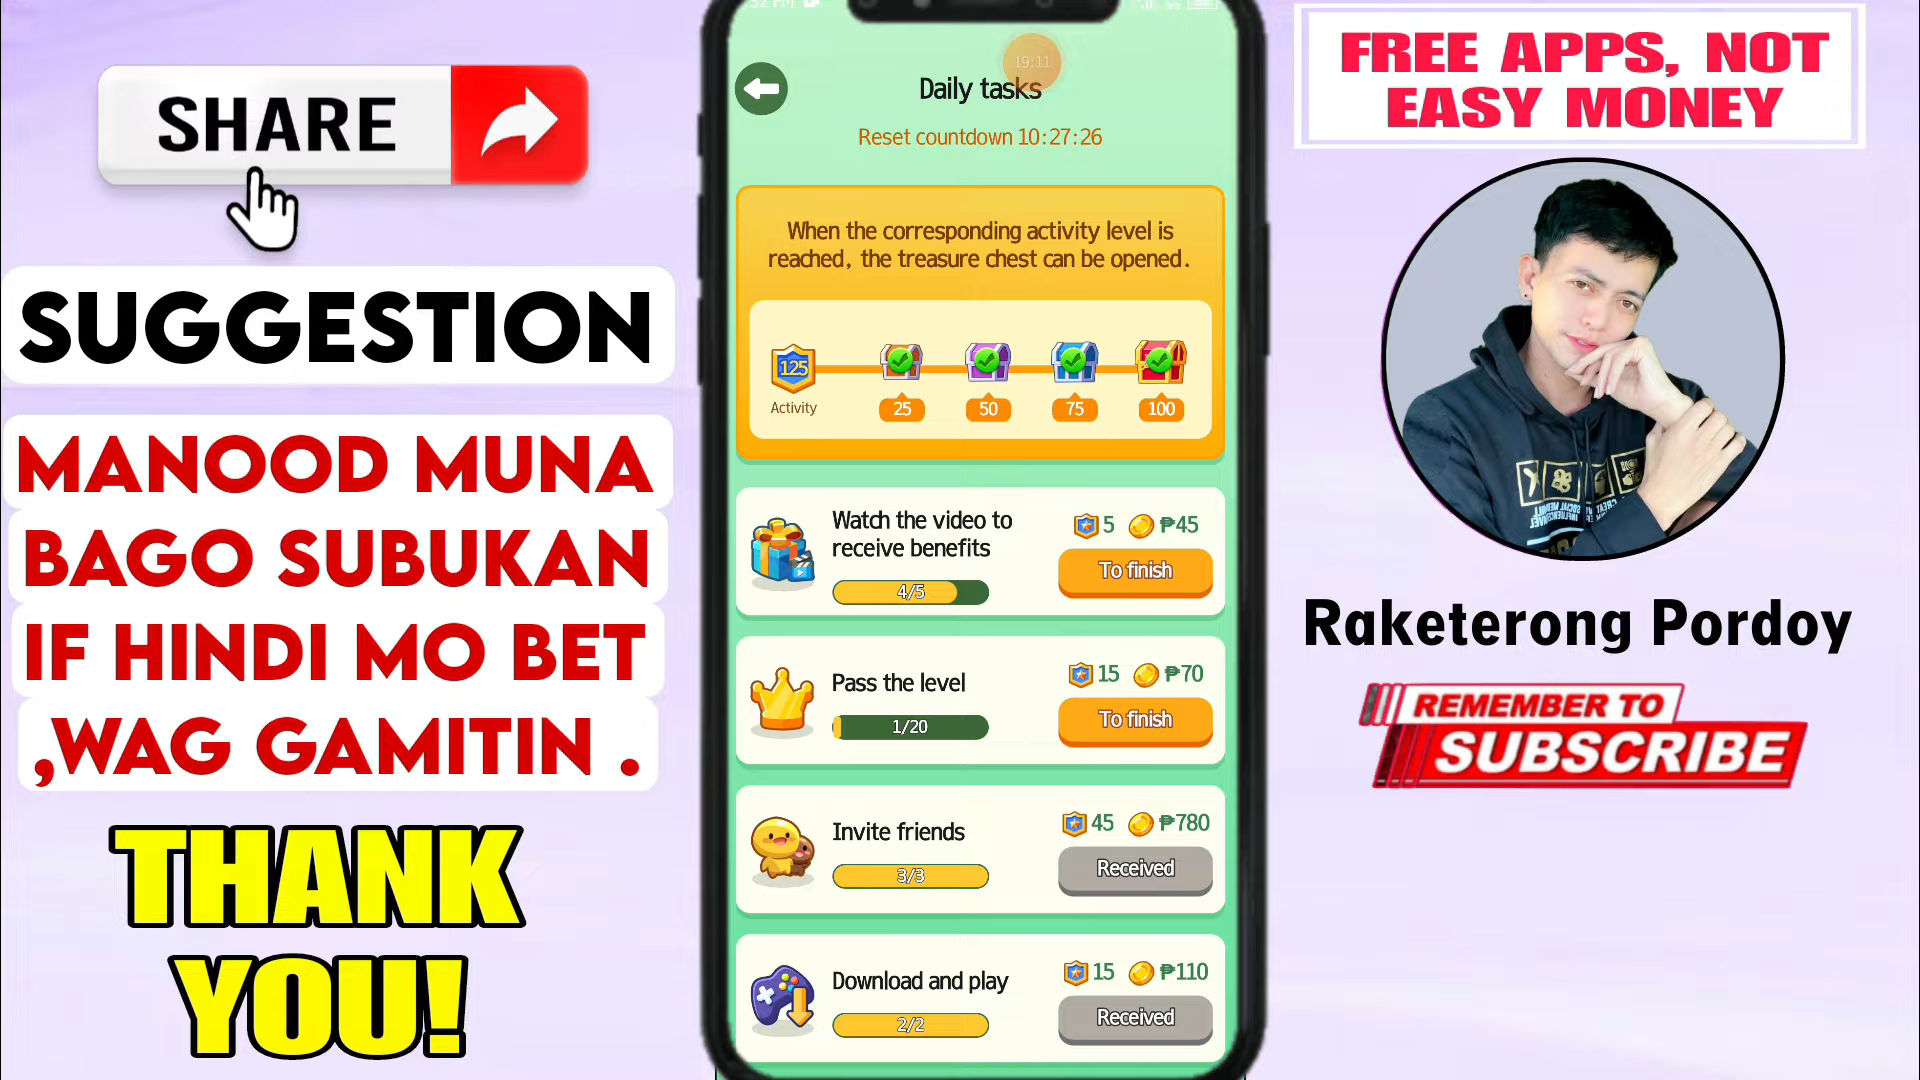 SHARE
SUGGESTION
MANOOD MUNA
BAGO SUBUKAN
IF HINDI MO BET
,WAG GAMITIN .
THANK
YOU!
19:11
Daily tasks
Reset countdown 10:27:26
When the corresponding activity level is
reached, the treasure chest can be opened.
125
Activity
25
50
75
100
Watch the video to
receive benefits
4/5
5
₱45
To finish
Pass the level
1/20
15
₱70
To finish
Invite friends
3/3
45
₱780
Received
Download and play
2/2
15
₱110
Received
FREE APPS, NOT
EASY MONEY
Raketerong Pordoy
REMEMBER TO
SUBSCRIBE